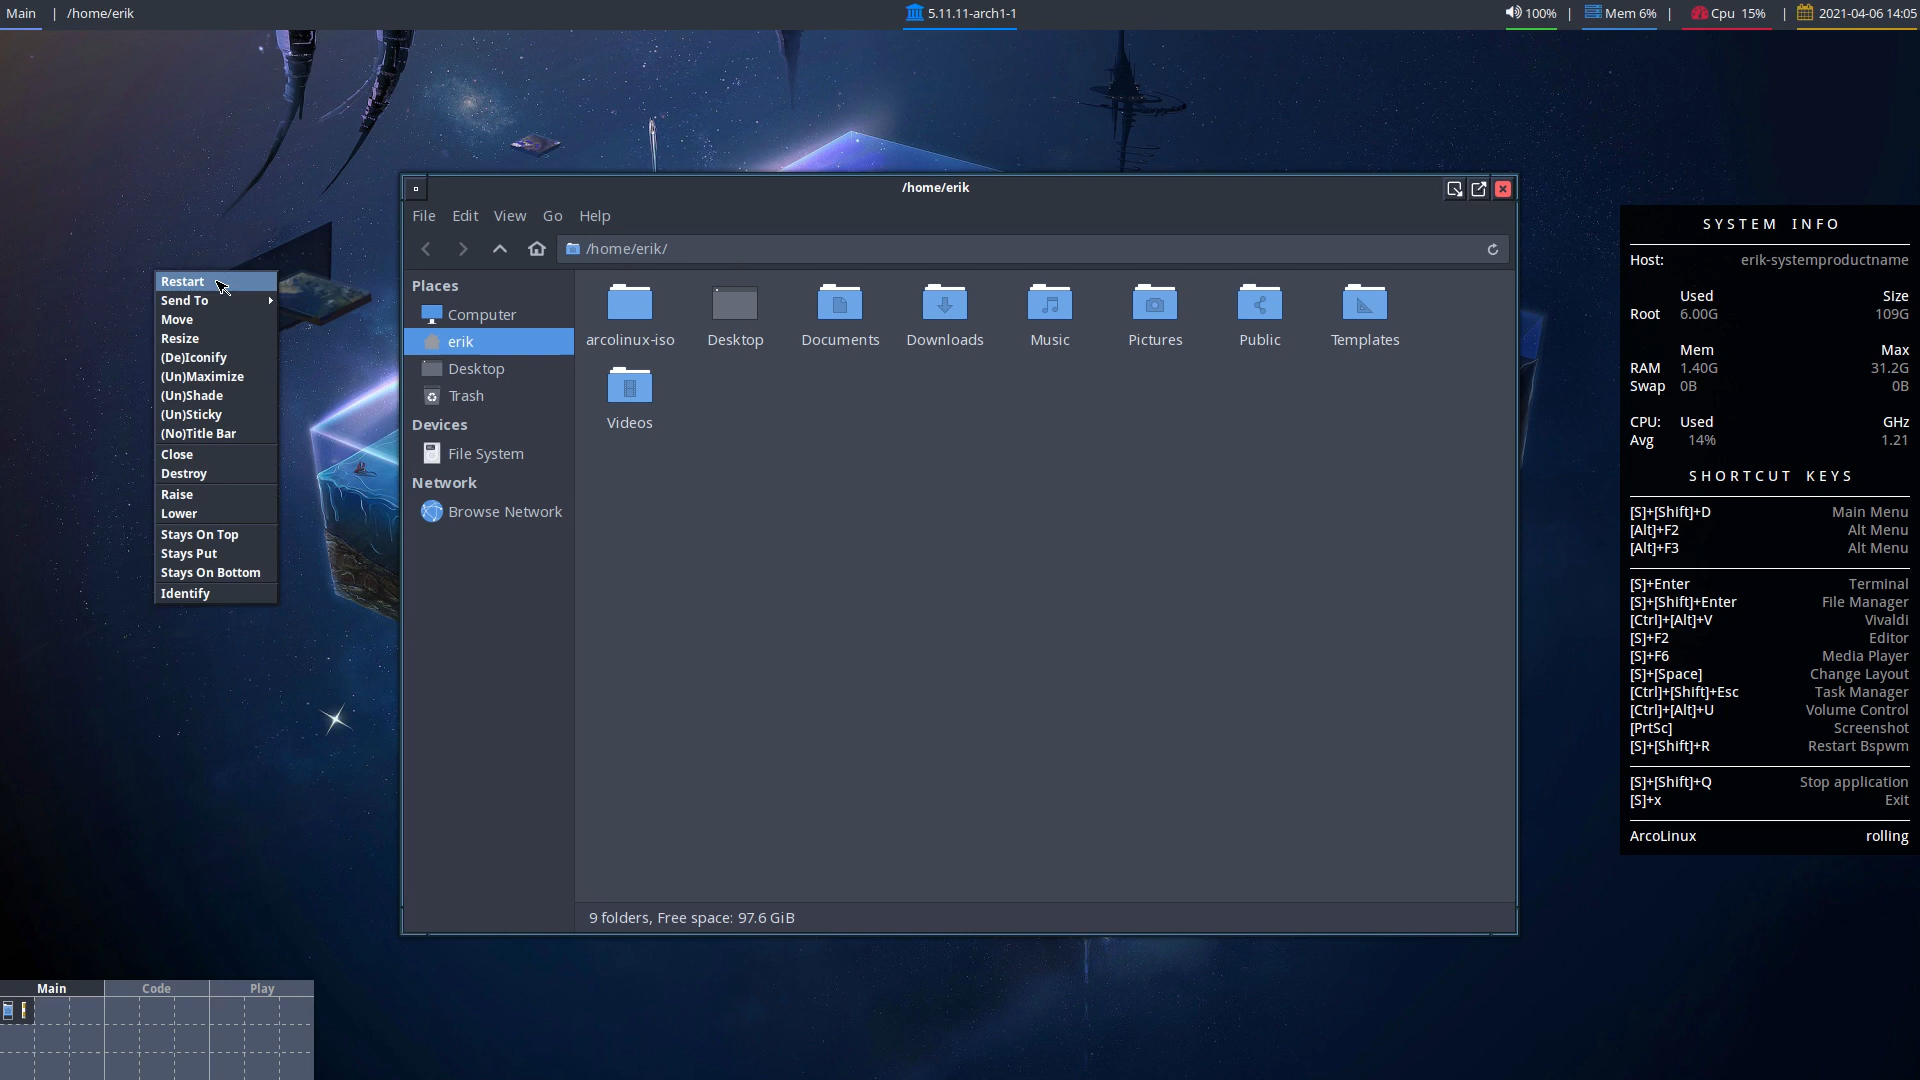 Main | /home/erik 5.11.11-arch1-1 100% | Mem 6% | Cpu 15% | 2021-04-06 14:05
Restart
Send To
Move
Resize
(De)Iconify
(Un)Maximize
(Un)Shade
(Un)Sticky
(No)Title Bar
Close
Destroy
Raise
Lower
Stays On Top
Stays Put
Stays On Bottom
Identify
/home/erik
File Edit View Go Help
/home/erik/
Places
Computer
erik
Desktop
Trash
Devices
File System
Network
Browse Network
arcolinux-iso Desktop Documents Downloads Music Pictures Public Templates
Videos
9 folders, Free space: 97.6 GiB
SYSTEM INFO
Host: erik-systemproductname
Used Size
Root 6.00G 109G
Mem Max
RAM 1.40G 31.2G
Swap 0B 0B
CPU: Used GHz
Avg 14% 1.21
SHORTCUT KEYS
[S]+[Shift]+D Main Menu
[Alt]+F2 Alt Menu
[Alt]+F3 Alt Menu
[S]+Enter Terminal
[S]+[Shift]+Enter File Manager
[Ctrl]+[Alt]+V Vivaldi
[S]+F2 Editor
[S]+F6 Media Player
[S]+[Space] Change Layout
[Ctrl]+[Shift]+Esc Task Manager
[Ctrl]+[Alt]+U Volume Control
[PrtSc] Screenshot
[S]+[Shift]+R Restart Bspwm
[S]+[Shift]+Q Stop application
[S]+x Exit
ArcoLinux rolling
Main Code Play